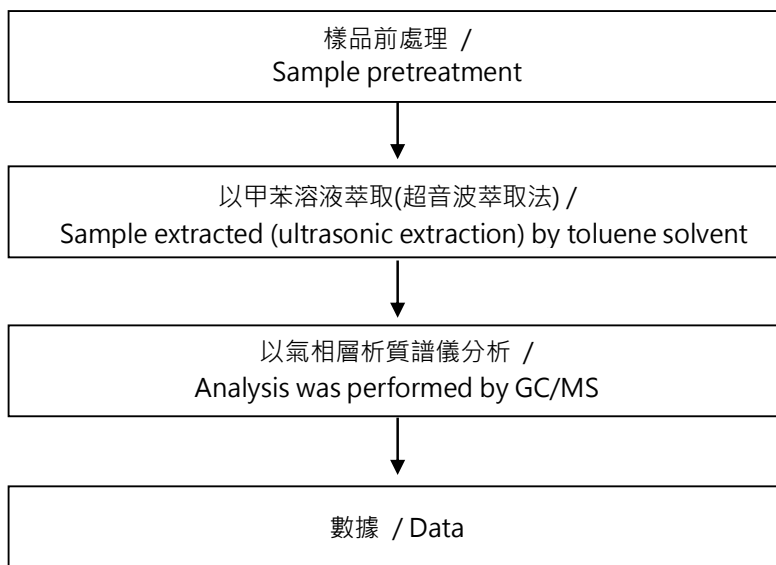 樣品前處理 /
Sample pretreatment
以甲苯溶液萃取(超音波萃取法) /
Sample extracted (ultrasonic extraction) by toluene solvent
以氣相層析質譜儀分析 /
Analysis was performed by GC/MS
數據 / Data